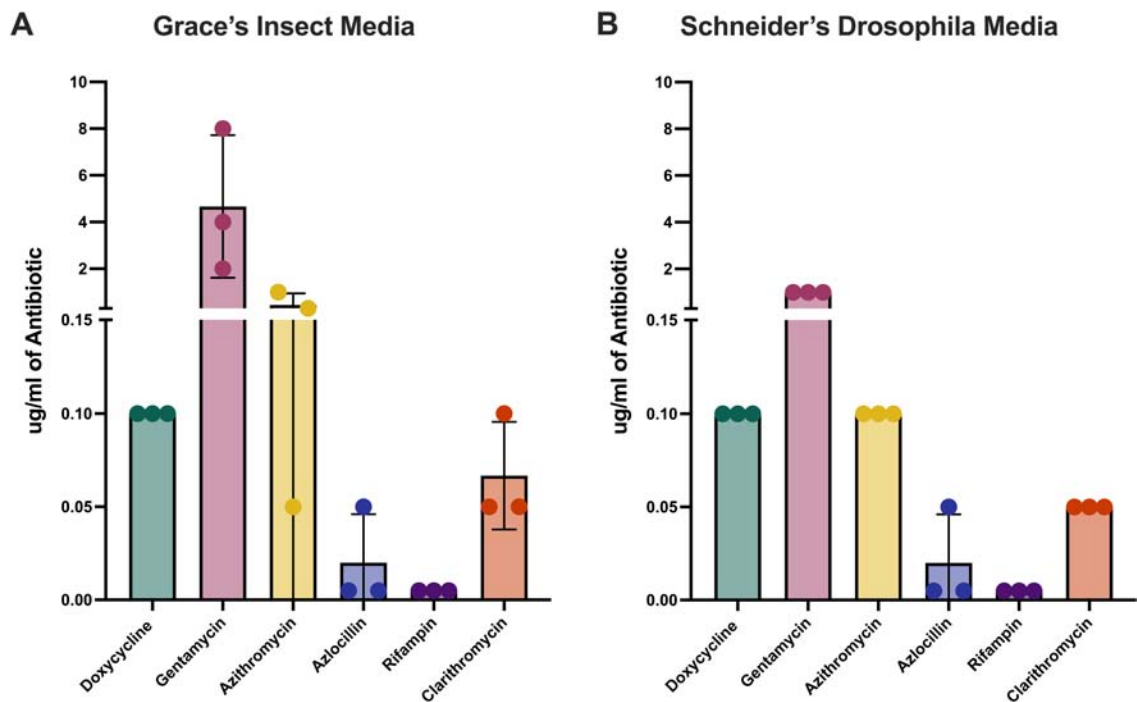 A Grace's Insect Media
ug/ml of Antibiotic
10
8
6
4
2
0.15
0.10
0.05
0.00
Doxycycline
Gentamycin
Azithromycin
Azlocillin
Rifampin
Clarithromycin
B Schneider's Drosophila Media
ug/ml of Antibiotic
10
8
6
4
2
0.15
0.10
0.05
0.00
Doxycycline
Gentamycin
Azithromycin
Azlocillin
Rifampin
Clarithromycin